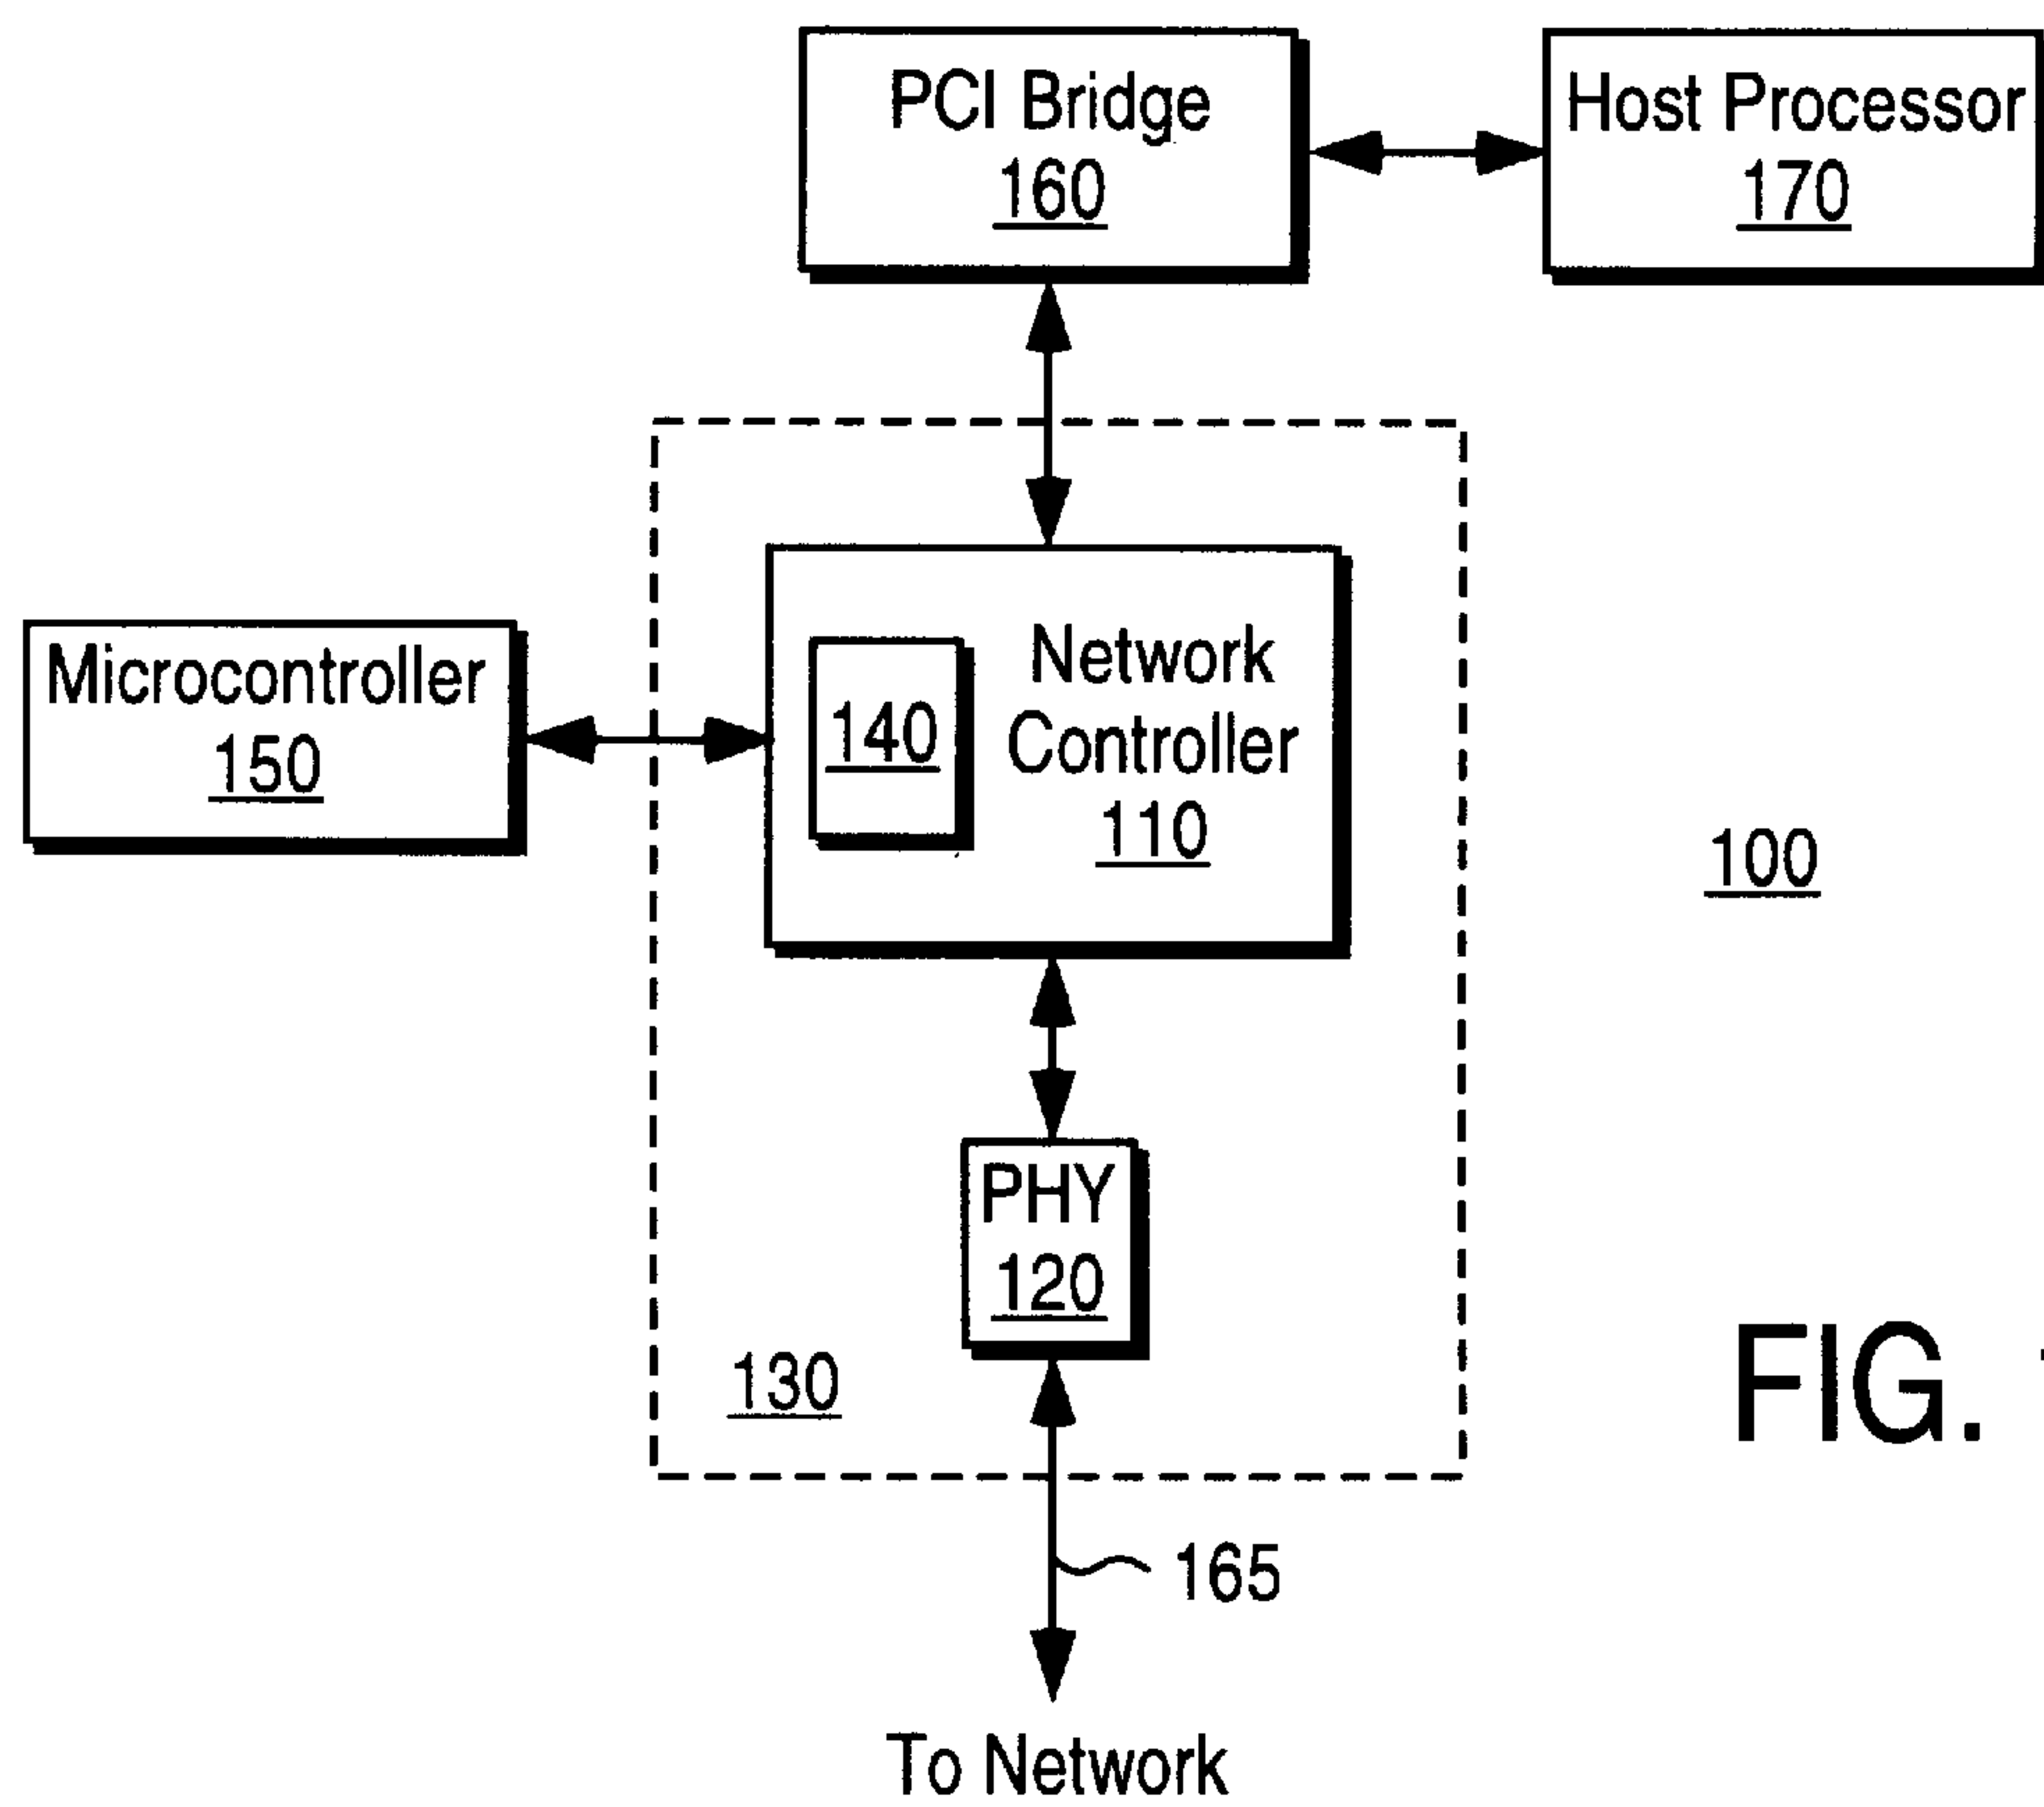 PCI Bridge
160
Host Processor
170
Microcontroller
150
140
Network
Controller
110
100
PHY
120
130
FIG.
165
To Network